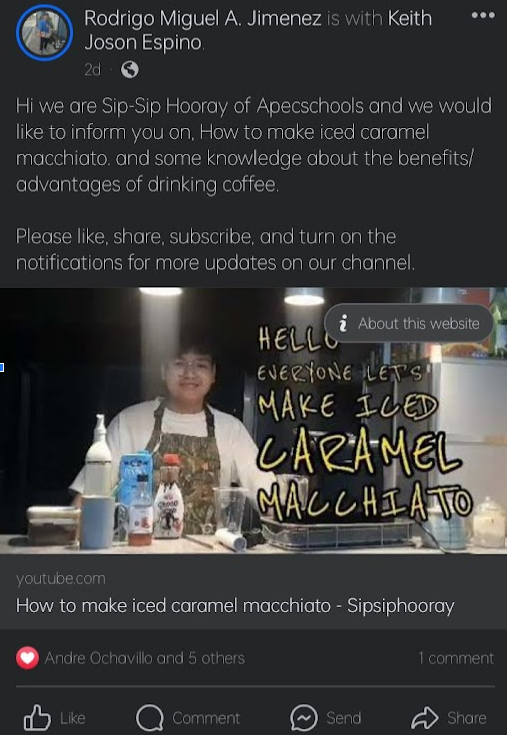 Rodrigo Miguel A. Jimenez is with Keith
Joson Espino.
2d ·
Hi we are Sip-Sip Hooray of Apecschools and we would
like to inform you on, How to make iced caramel
macchiato. and some knowledge about the benefits/
advantages of drinking coffee.
Please like, share, subscribe, and turn on the
notifications for more updates on our channel.
i About this website
HELLO
EVERYONE LET'S
MAKE ICED
CARAMEL
MACCHIATO
youtube.com
How to make iced caramel macchiato - Sipsiphooray
Andre Ochavillo and 5 others
1 comment
Like
Comment
Send
Share